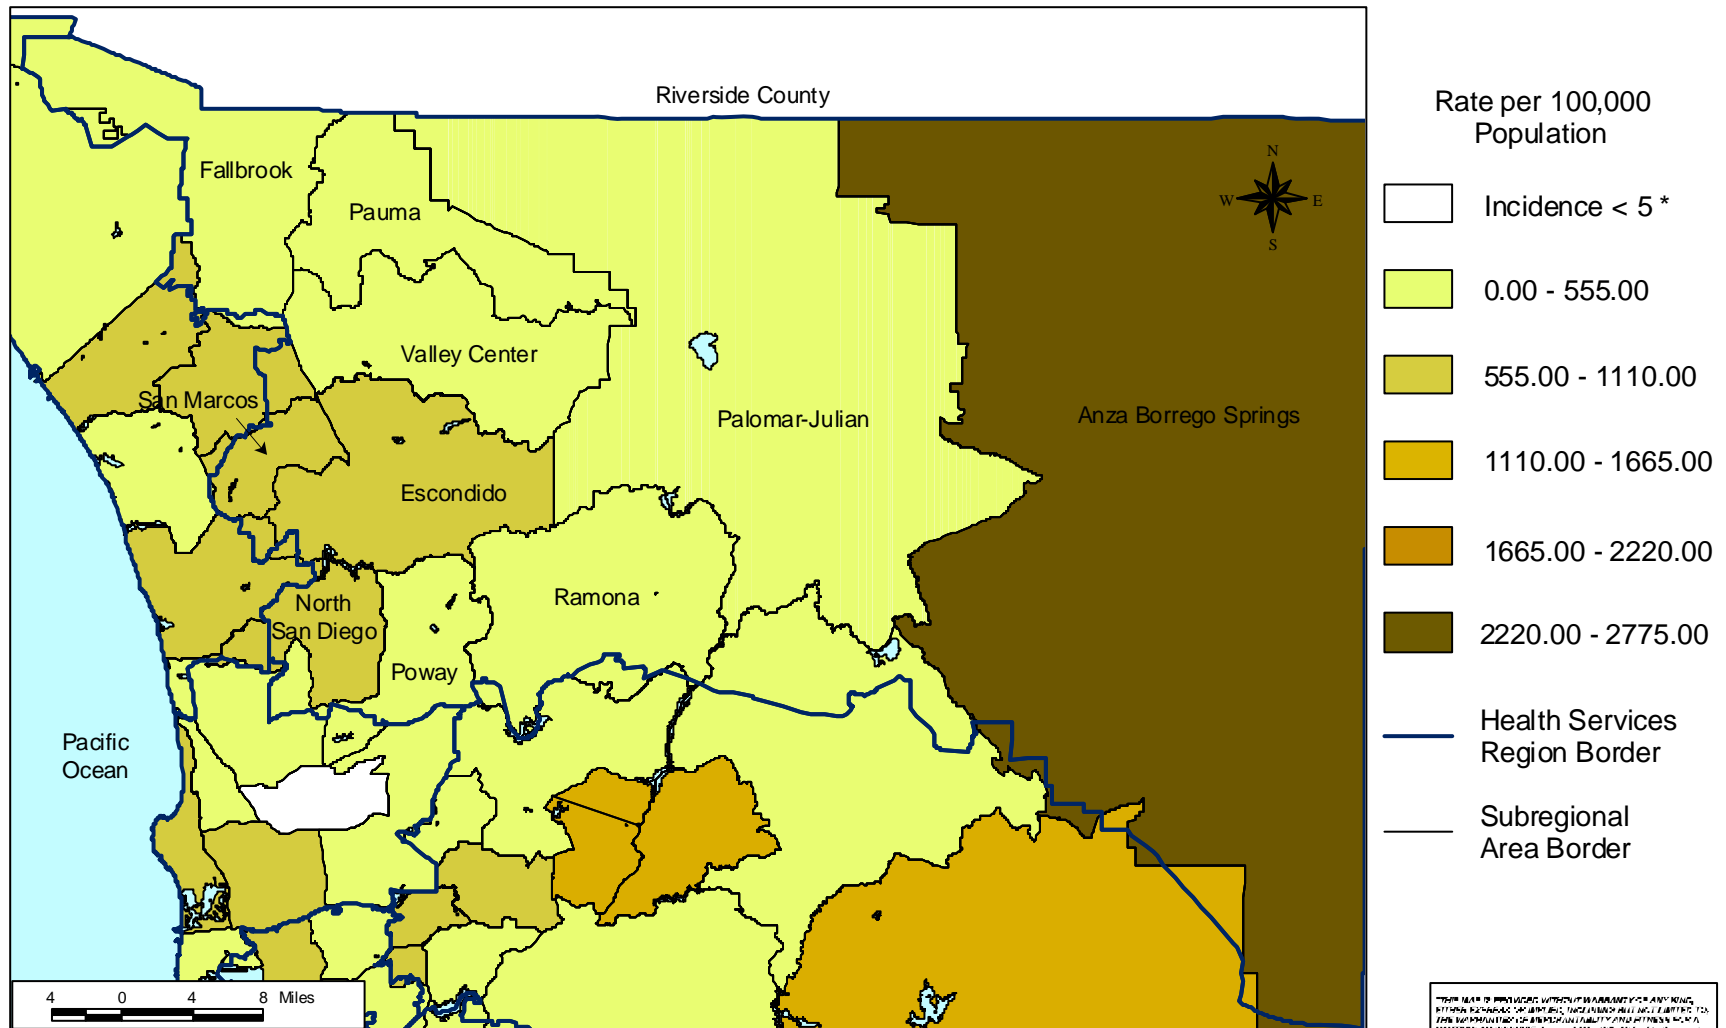 Riverside County
Fallbrook
Pauma
Valley Center
San Marcos
Palomar-Julian
Anza Borrego Springs
Escondido
Ramona
North
San Diego
Poway
Pacific
Ocean
N
W
E
S
4 0 4 8 Miles
Rate per 100,000
Population
Incidence < 5 *
0.00 - 555.00
555.00 - 1110.00
1110.00 - 1665.00
1665.00 - 2220.00
2220.00 - 2775.00
Health Services
Region Border
Subregional
Area Border